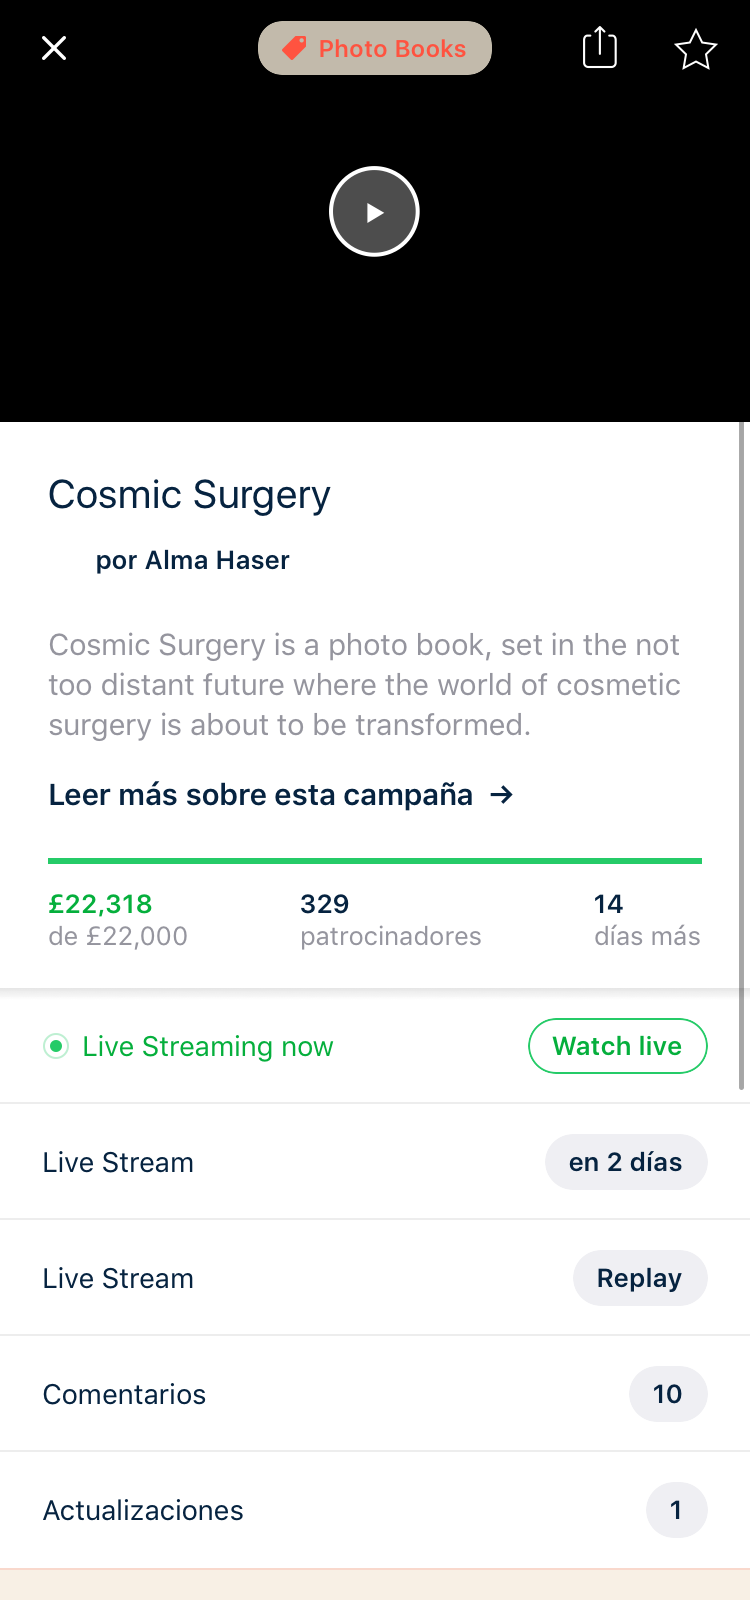 Photo Books
Cosmic Surgery
por Alma Haser
Cosmic Surgery is a photo book, set in the not
too distant future where the world of cosmetic
surgery is about to be transformed.
Leer más sobre esta campaña →
£22,318
de £22,000
329
patrocinadores
14
días más
Live Streaming now
Watch live
Live Stream
en 2 días
Live Stream
Replay
Comentarios
10
Actualizaciones
1